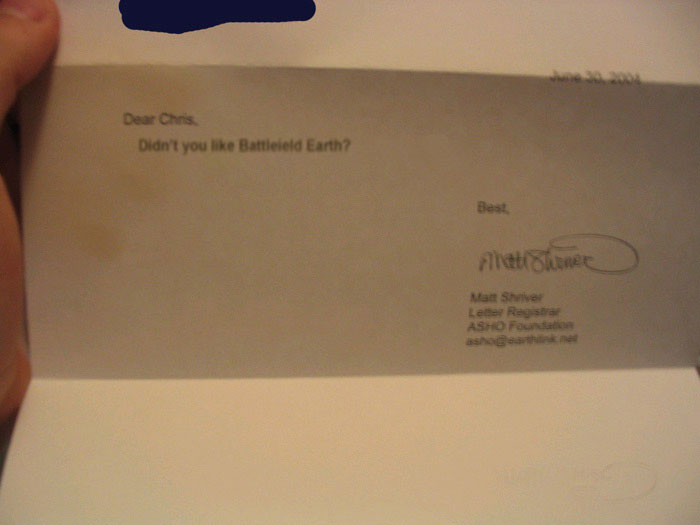 June 30, 2004
Dear Chris,
Didn't you like Battleield Earth?
Best,
Matt Shriver
Matt Shriver
Letter Registrar
ASHO Foundation
asho@earthlink.net